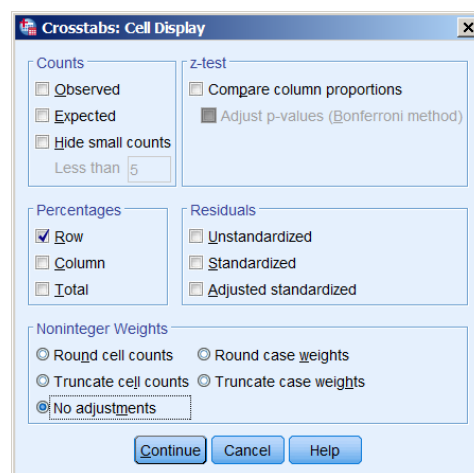 Crosstabs: Cell Display
Counts
Observed
Expected
Hide small counts
Less than 5
z-test
Compare column proportions
Adjust p-values (Bonferroni method)
Percentages
Row
Column
Total
Residuals
Unstandardized
Standardized
Adjusted standardized
Noninteger Weights
Round cell counts Round case weights
Truncate cell counts Truncate case weights
No adjustments
Continue Cancel Help